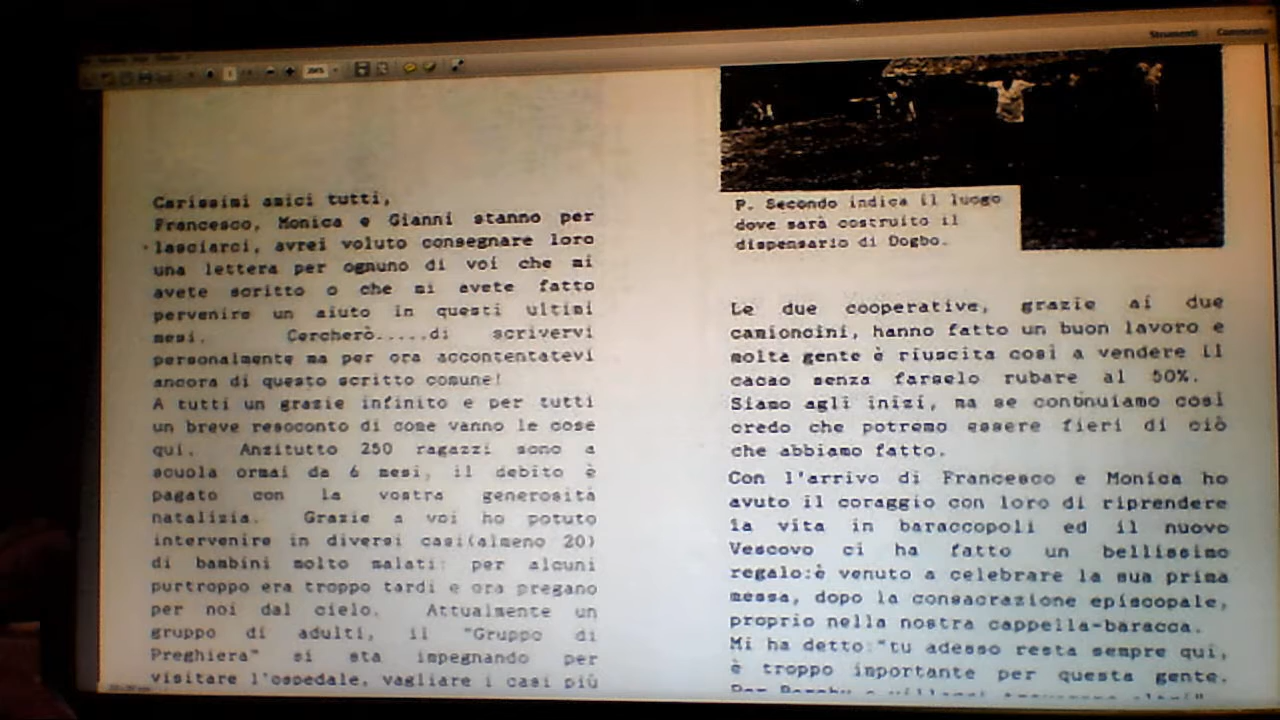 Strumenti
Commento
Carissimi amici tutti,
Francesco, Monica e Gianni stanno per
lasciarci, avrei voluto consegnare loro
una lettera per ognuno di voi che mi
avete scritto o che mi avete fatto
pervenire un aiuto in questi ultimi
mesi. Cercherò.....di scrivervi
personalmente ma per ora accontentatevi
ancora di questo scritto comune!
A tutti un grazie infinito e per tutti
un breve resoconto di come vanno le cose
qui. Anzitutto 250 ragazzi sono a
scuola ormai da 6 mesi, il debito è
pagato con la vostra generosità
natalizia. Grazie a voi ho potuto
intervenire in diversi casi(almeno 20)
di bambini molto malati: per alcuni
purtroppo era troppo tardi e ora pregano
per noi dal cielo. Attualmente un
gruppo di adulti, il "Gruppo di
Preghiera" si sta impegnando per
visitare l'ospedale, vagliare i casi più
P. Secondo indica il luogo
dove sarà costruito il
dispensario di Dogbo.
Le due cooperative, grazie ai due
camioncini, hanno fatto un buon lavoro e
molta gente è riuscita così a vendere il
cacao senza farselo rubare al 50%.
Siamo agli inizi, ma se continuiamo così
credo che potremo essere fieri di ciò
che abbiamo fatto.
Con l'arrivo di Francesco e Monica ho
avuto il coraggio con loro di riprendere
la vita in baraccopoli ed il nuovo
Vescovo ci ha fatto un bellissimo
regalo:è venuto a celebrare la sua prima
messa, dopo la consacrazione episcopale,
proprio nella nostra cappella-baracca.
Mi ha detto:"tu adesso resta sempre qui,
è troppo importante per questa gente.